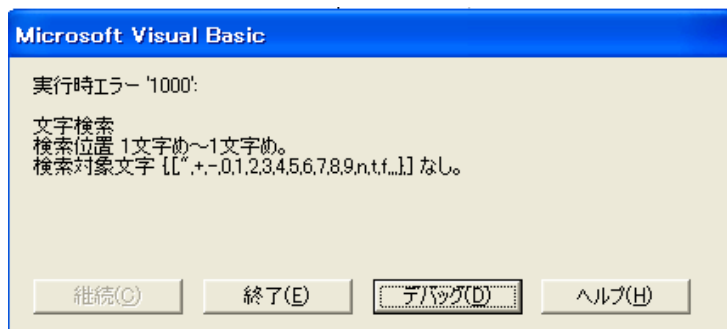 Microsoft Visual Basic
実行時エラー '1000':
文字検索
検索位置 1文字め～1文字め。
検索対象文字 {[",+,-,0,1,2,3,4,5,6,7,8,9,n,t,f,,,},] なし。
継続(C)
終了(E)
デバッグ(D)
ヘルプ(H)